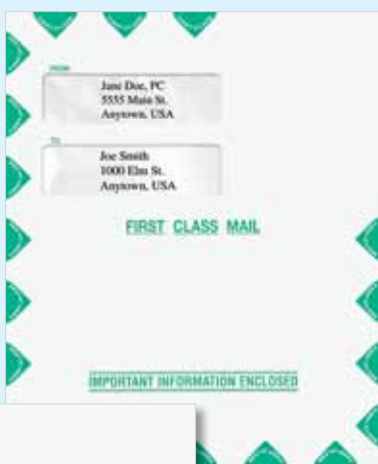 FROM
Jane Doe, PC
5555 Main St.
Anytown, USA
TO
Joe Smith
1000 Elm St.
Anytown, USA
FIRST CLASS MAIL
IMPORTANT INFORMATION ENCLOSED